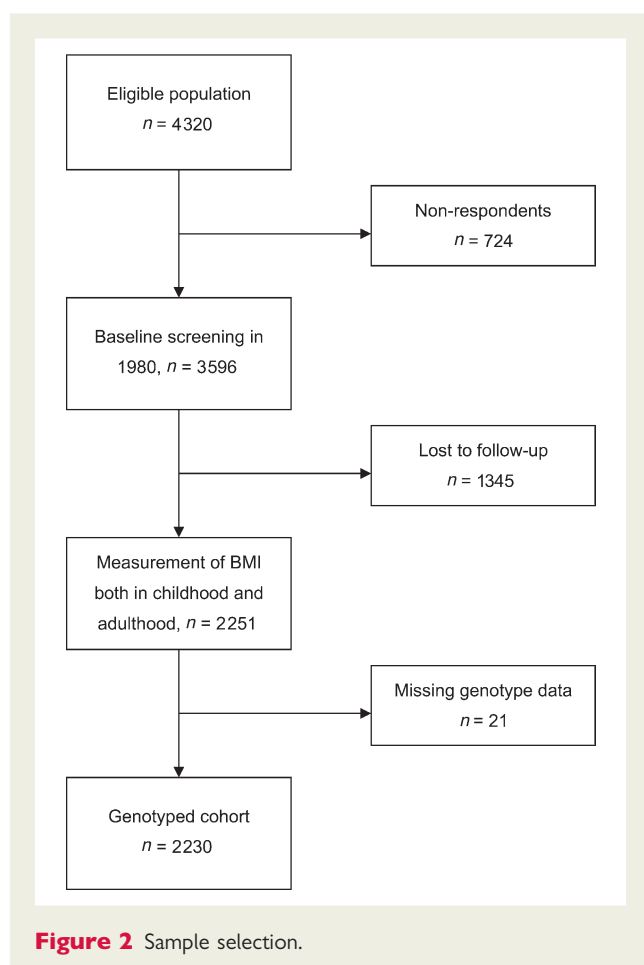 Eligible population
n = 4320
Non-respondents
n = 724
Baseline screening in
1980, n = 3596
Lost to follow-up
n = 1345
Measurement of BMI
both in childhood and
adulthood, n = 2251
Missing genotype data
n = 21
Genotyped cohort
n = 2230
Figure 2 Sample selection.